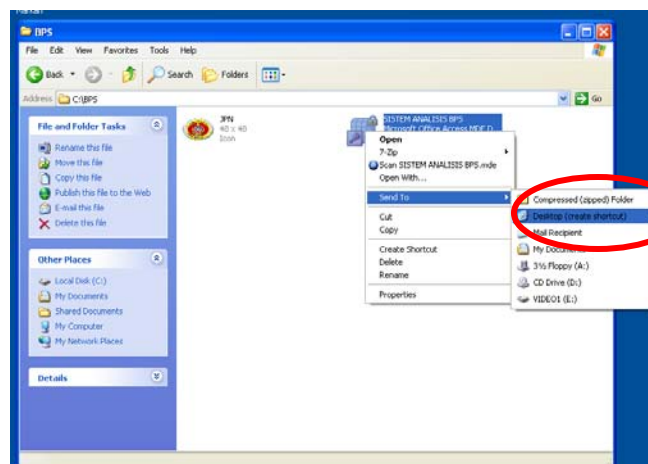 BPS
File Edit View Favorites Tools Help
Back Search Folders
Address C:\BPS Go
File and Folder Tasks
Rename this file
Move this file
Copy this file
Publish this file to the Web
E-mail this file
Delete this file
Other Places
Local Disk (C:)
My Documents
Shared Documents
My Computer
My Network Places
Details
JPN
40 x 40
Icon
SISTEM ANALISIS BPS
Microsoft Office Access MDE D...
Open
7-Zip
Scan SISTEM ANALISIS BPS.mde
Open With...
Send To
Cut
Copy
Create Shortcut
Delete
Rename
Properties
Compressed (zipped) Folder
Desktop (create shortcut)
Mail Recipient
My Documents
3½ Floppy (A:)
CD Drive (D:)
VIDEO1 (E:)